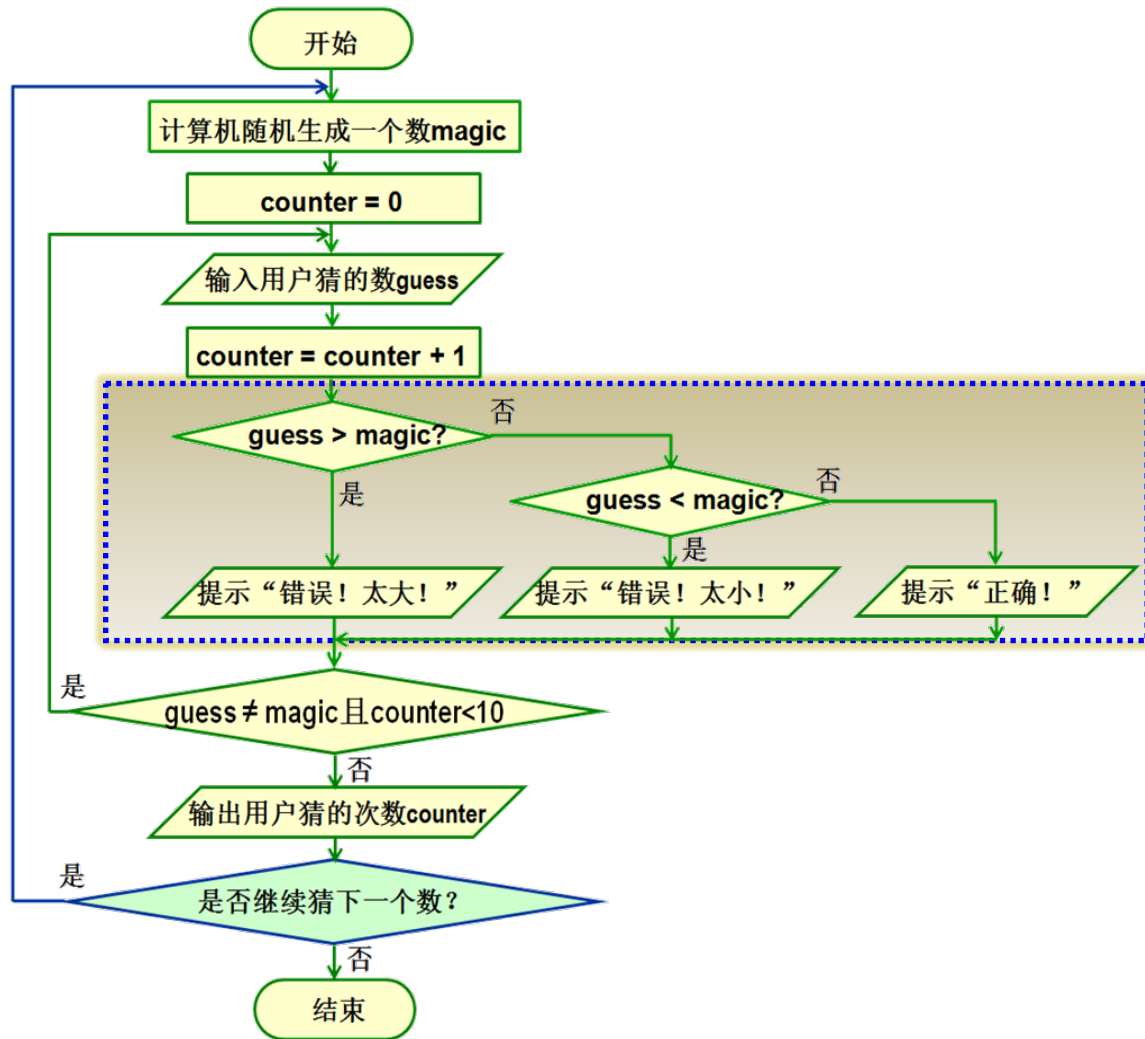 开始
计算机随机生成一个数magic
counter = 0
输入用户猜的数guess
counter = counter + 1
guess > magic?
否
是
guess < magic?
否
是
提示“错误！太大！”
提示“错误！太小！”
提示“正确！”
是
guess ≠ magic且counter<10
否
输出用户猜的次数counter
是
是否继续猜下一个数？
否
结束